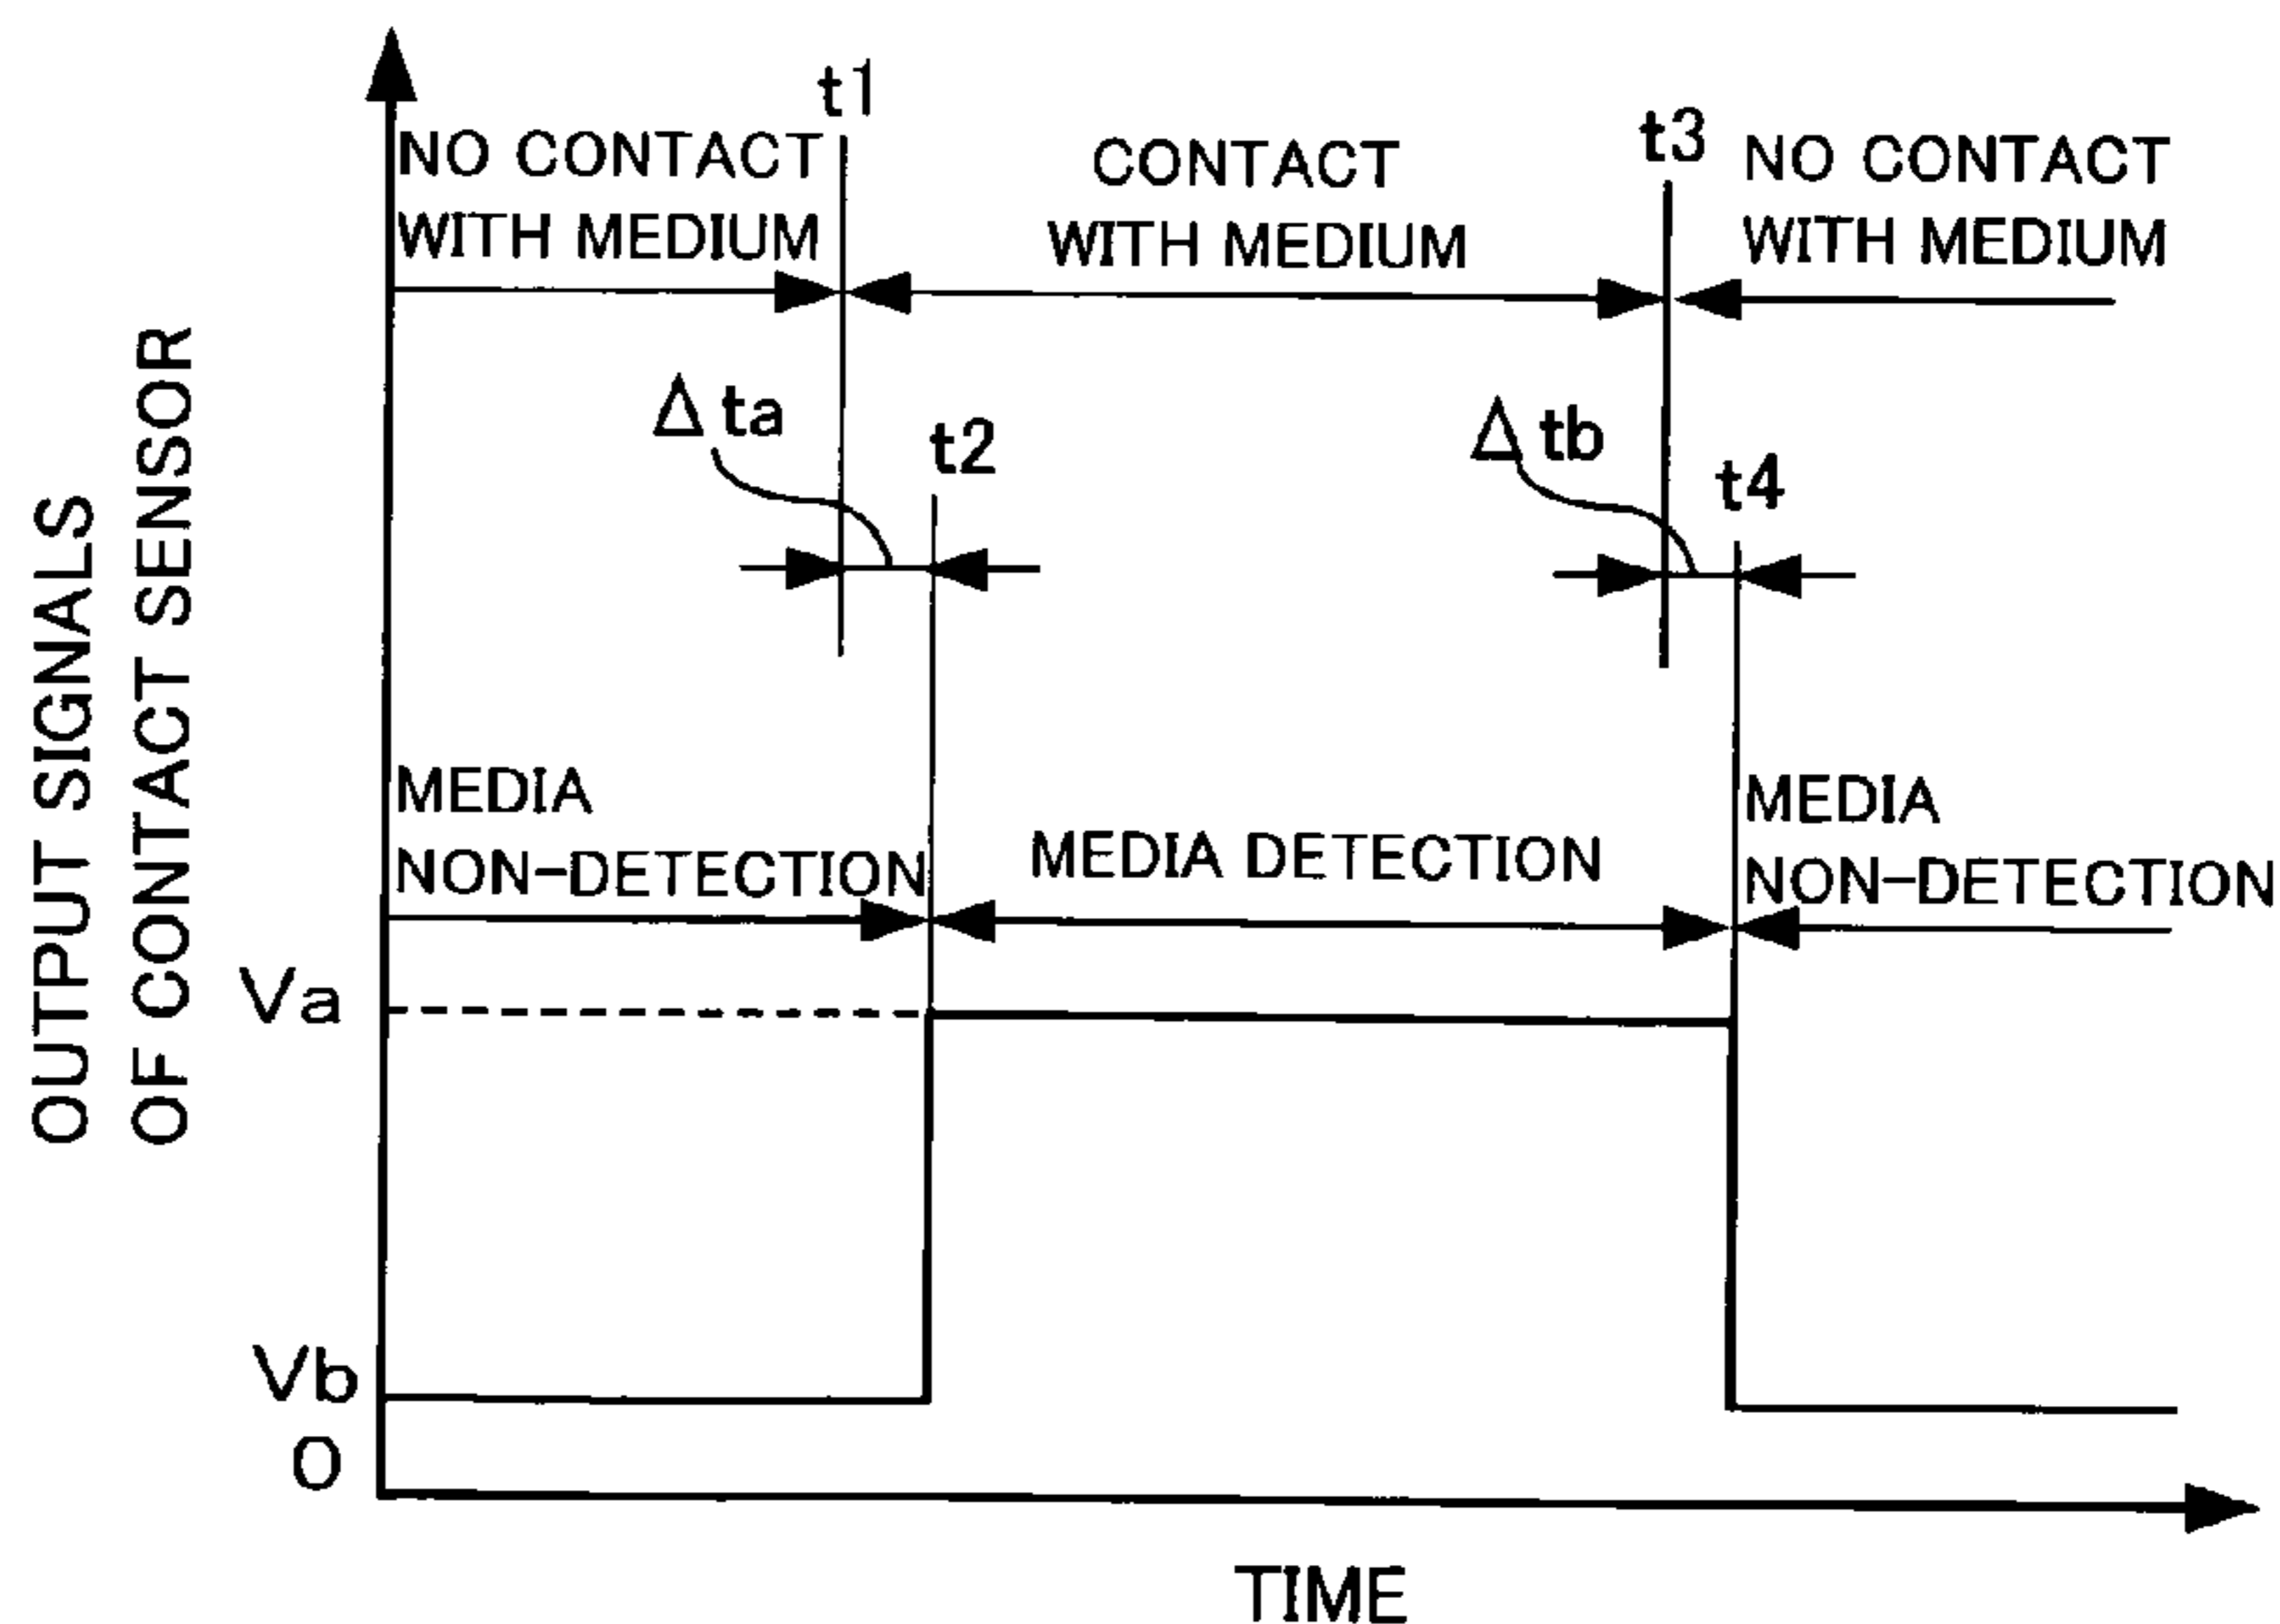 t1
NO CONTACT
WITH MEDIUM
CONTACT
WITH MEDIUM
t3
NO CONTACT
WITH MEDIUM
Δta
t2
Δtb
t4
OUTPUT SIGNALS
OF CONTACT SENSOR
MEDIA
NON-DETECTION
MEDIA DETECTION
MEDIA
NON-DETECTION
Va
Vb
0
TIME